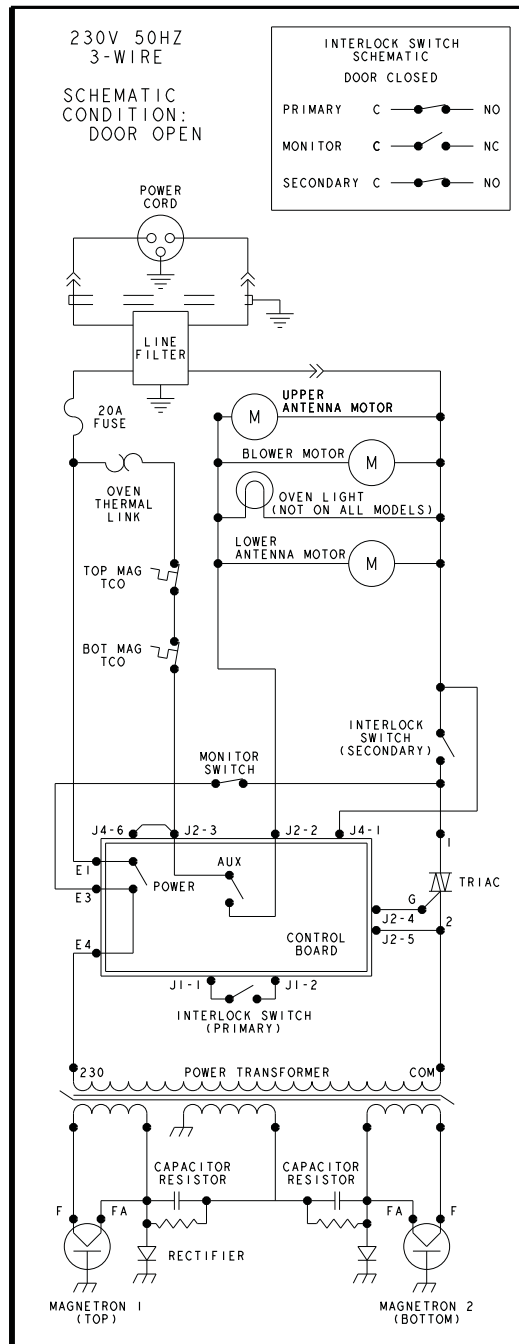 230V 50HZ
3-WIRE
SCHEMATIC
CONDITION:
DOOR OPEN
INTERLOCK SWITCH
SCHEMATIC
DOOR CLOSED
PRIMARY C NO
MONITOR C NC
SECONDARY C NO
POWER
CORD
LINE
FILTER
20A
FUSE
UPPER
ANTENNA MOTOR
M
BLOWER MOTOR
M
OVEN
THERMAL
LINK
OVEN LIGHT
(NOT ON ALL MODELS)
LOWER
ANTENNA MOTOR
M
TOP MAG
TCO
BOT MAG
TCO
INTERLOCK
SWITCH
(SECONDARY)
MONITOR
SWITCH
J4-6 J2-3 J2-2 J4-1
1
E1
POWER
AUX
TRIAC
E3
G
J2-4
2
J2-5
E4
CONTROL
BOARD
J1-1 J1-2
INTERLOCK SWITCH
(PRIMARY)
230 POWER TRANSFORMER COM
CAPACITOR
RESISTOR
CAPACITOR
RESISTOR
F FA
FA F
RECTIFIER
MAGNETRON 1
(TOP)
MAGNETRON 2
(BOTTOM)